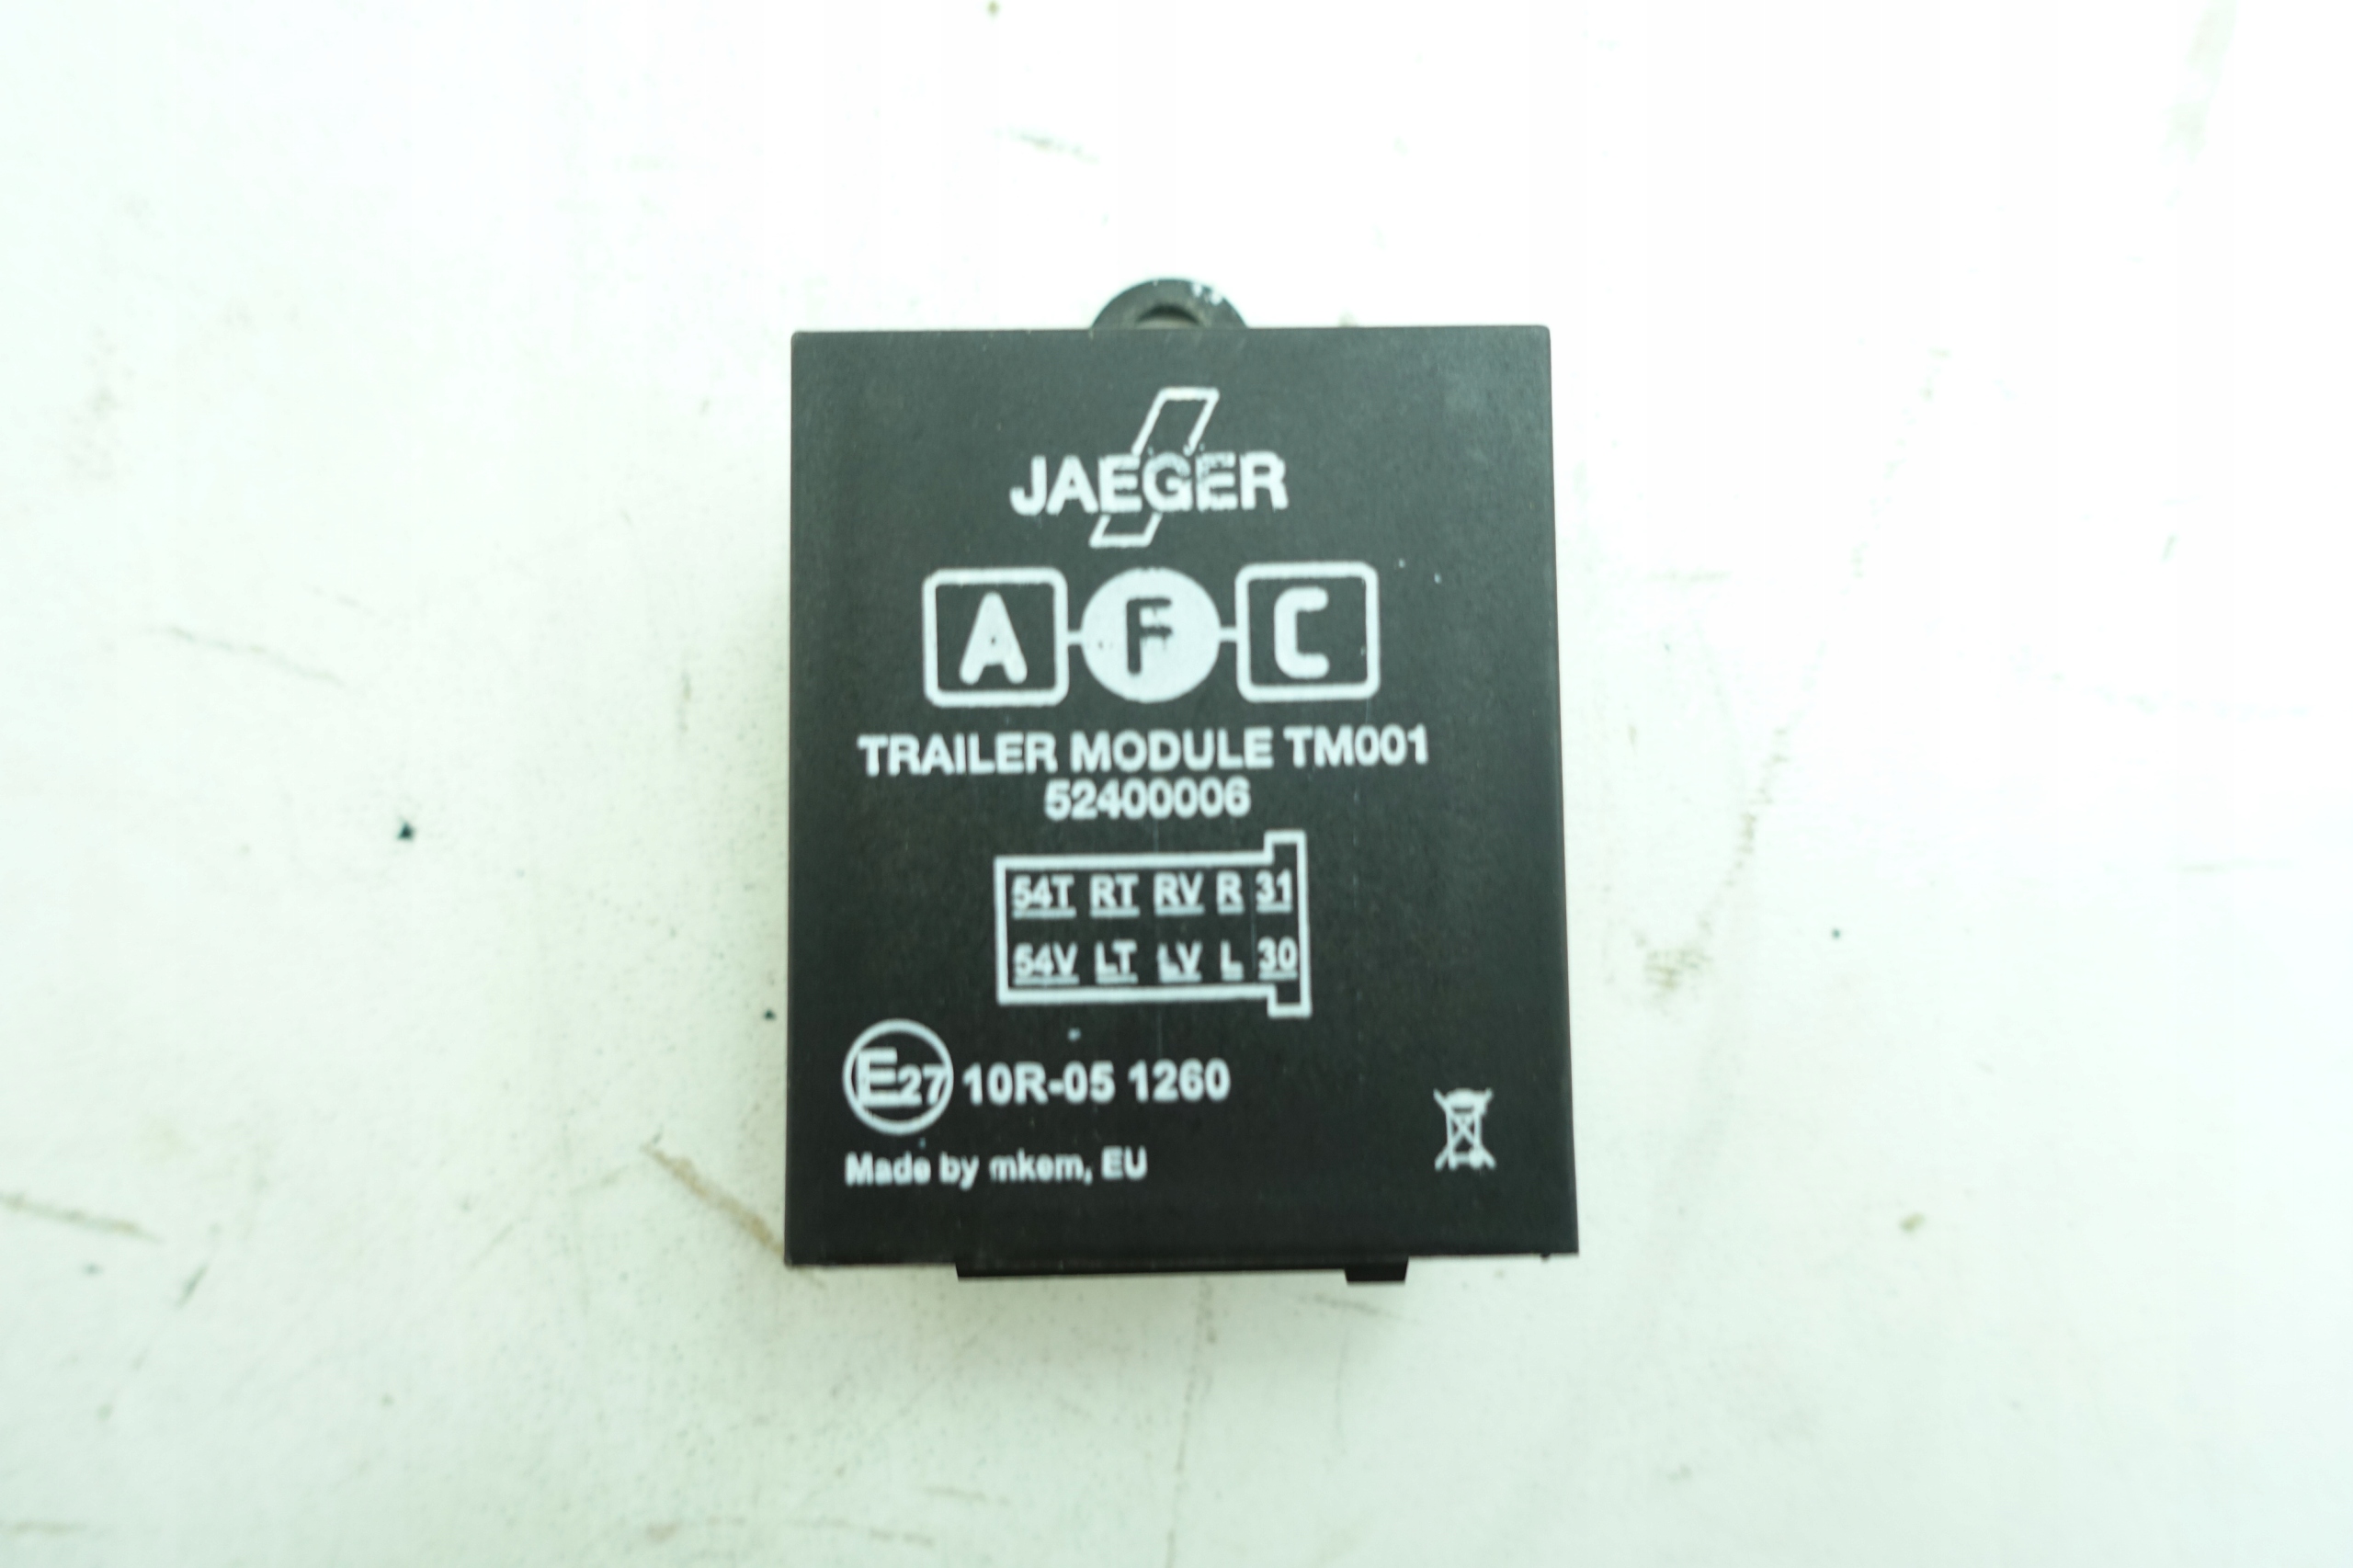 JAEGER
A F C
TRAILER MODULE TM001
52400006
54T RT RV R 31
54V LT LV L 30
E27 10R-05 1260
Made by mkem, EU